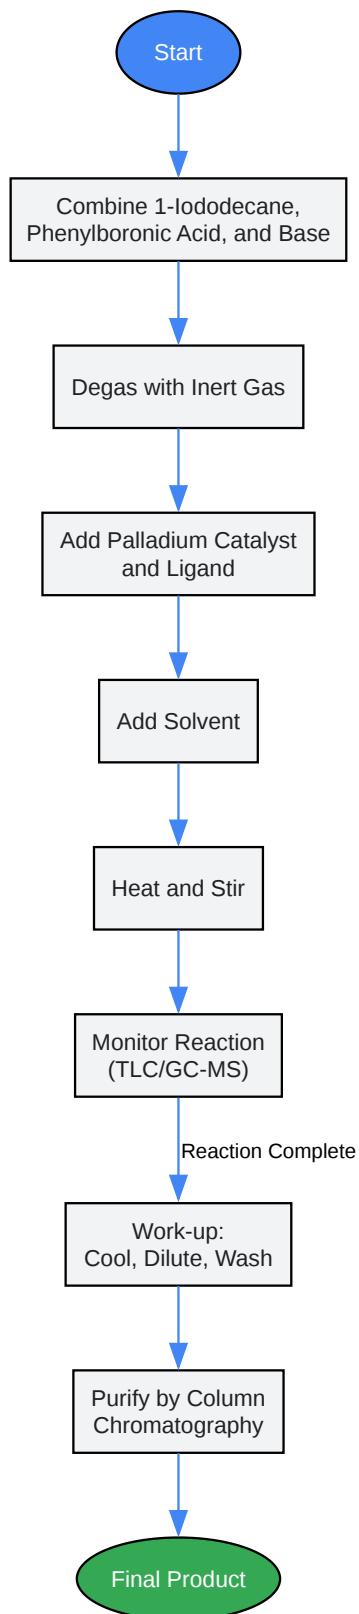 Start
Combine 1-Iododecane,
Phenylboronic Acid, and Base
Degas with Inert Gas
Add Palladium Catalyst
and Ligand
Add Solvent
Heat and Stir
Monitor Reaction
(TLC/GC-MS)
Reaction Complete
Work-up:
Cool, Dilute, Wash
Purify by Column
Chromatography
Final Product